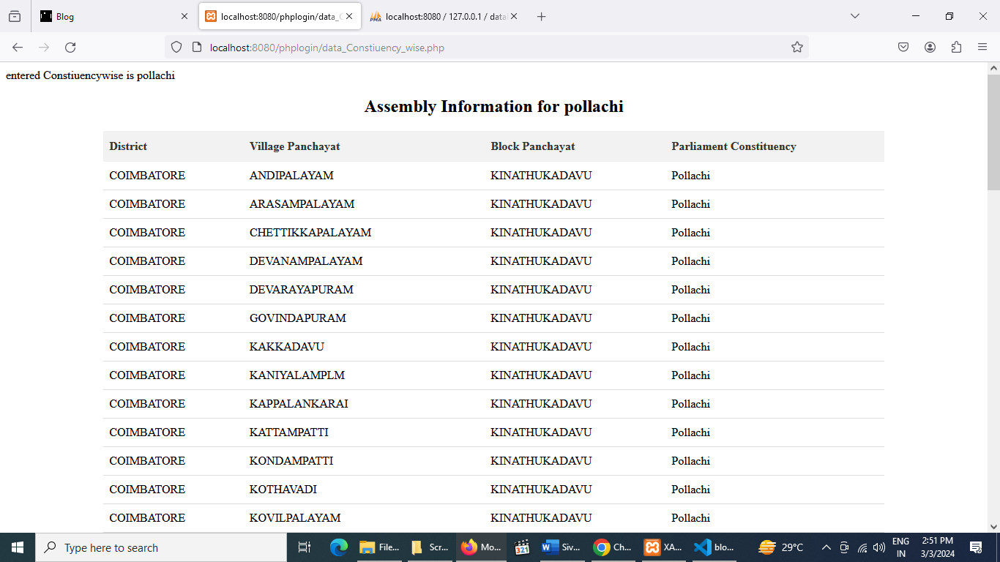 Blog
localhost:8080/phplogin/data_C
localhost:8080 / 127.0.0.1 / data
localhost:8080/phplogin/data_Constiuency_wise.php
entered Constiuencywise is pollachi
Assembly Information for pollachi
District Village Panchayat Block Panchayat Parliament Constituency
COIMBATORE ANDIPALAYAM KINATHUKADAVU Pollachi
COIMBATORE ARASAMPALAYAM KINATHUKADAVU Pollachi
COIMBATORE CHETTIKKAPALAYAM KINATHUKADAVU Pollachi
COIMBATORE DEVANAMPALAYAM KINATHUKADAVU Pollachi
COIMBATORE DEVARAYAPURAM KINATHUKADAVU Pollachi
COIMBATORE GOVINDAPURAM KINATHUKADAVU Pollachi
COIMBATORE KAKKADAVU KINATHUKADAVU Pollachi
COIMBATORE KANIYALAMPLM KINATHUKADAVU Pollachi
COIMBATORE KAPPALANKARAI KINATHUKADAVU Pollachi
COIMBATORE KATTAMPATTI KINATHUKADAVU Pollachi
COIMBATORE KONDAMPATTI KINATHUKADAVU Pollachi
COIMBATORE KOTHAVADI KINATHUKADAVU Pollachi
COIMBATORE KOVILPALAYAM KINATHUKADAVU Pollachi
Type here to search File... Scr... Mo... 321 Siv... Ch... XA... blo... 29°C ENG 2:51 PM
IN 3/3/2024